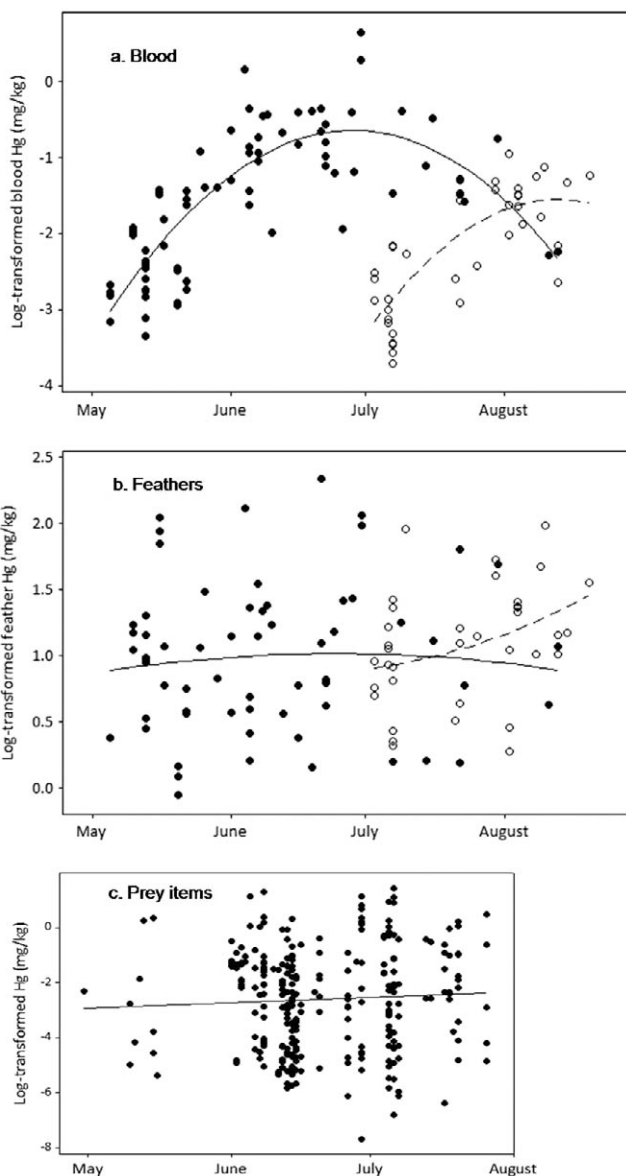 a. Blood
Log-transformed blood Hg (mg/kg)
0
-1
-2
-3
-4
May June July August
b. Feathers
Log-transformed feather Hg (mg/kg)
2.5
2.0
1.5
1.0
0.5
0.0
May June July August
c. Prey items
Log-transformed Hg (mg/kg)
0
-2
-4
-6
-8
May June July August